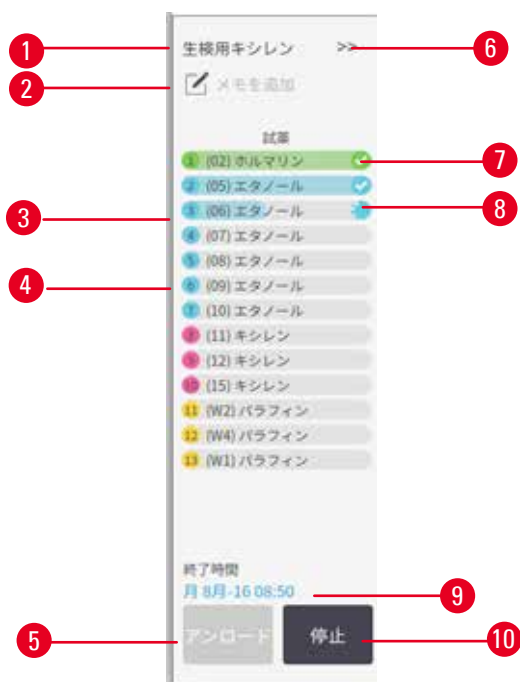 1 生検用キシレン >> 6
2 メモを追加
試薬
1 (02) ホルマリン 7
2 (05) エタノール
3 3 (06) エタノール 8
4 (07) エタノール
5 (08) エタノール
4 6 (09) エタノール
7 (10) エタノール
8 (11) キシレン
9 (12) キシレン
10 (15) キシレン
11 (W2) パラフィン
12 (W4) パラフィン
13 (W1) パラフィン
終了時間
月 8月-16 08:50 9
5 アンロード 停止 10